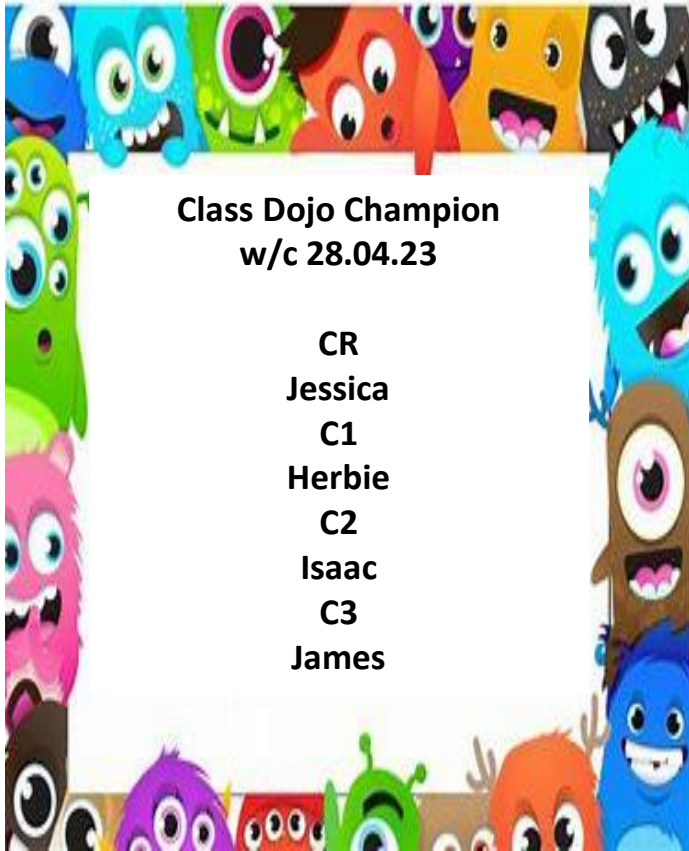 Class Dojo Champion
w/c 28.04.23
CR
Jessica
C1
Herbie
C2
Isaac
C3
James